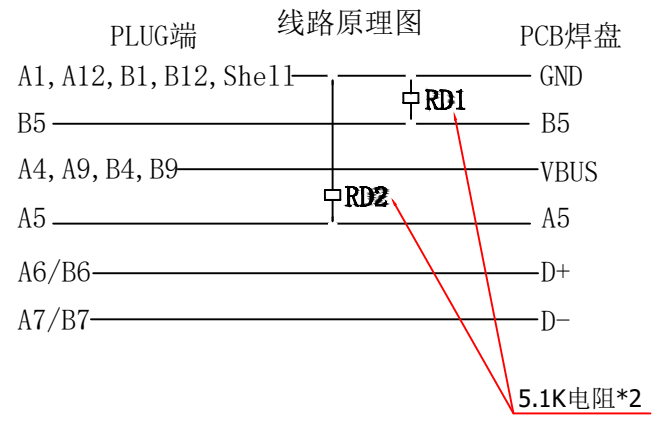 线路原理图
PLUG端 PCB焊盘
A1,A12,B1,B12,Shell GND
RD1
B5 B5
A4,A9,B4,B9 VBUS
RD2
A5 A5
A6/B6 D+
A7/B7 D-
5.1K电阻*2